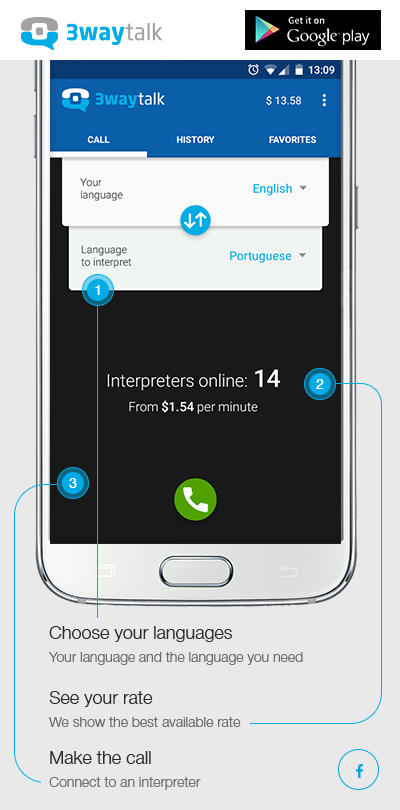 3waytalk
Get it on
Google play
13:09
3waytalk
$ 13.58
CALL
HISTORY
FAVORITES
Your
language
English
Language
to interpret
Portuguese
1
Interpreters online: 14
2
From $1.54 per minute
3
Choose your languages
Your language and the language you need
See your rate
We show the best available rate
Make the call
Connect to an interpreter
f